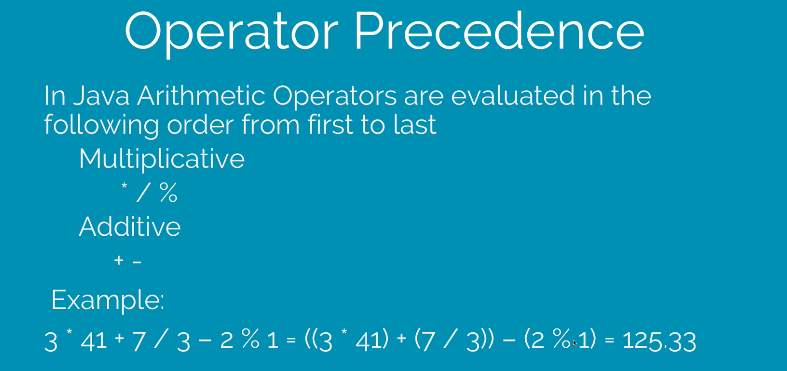 Operator Precedence
In Java Arithmetic Operators are evaluated in the
following order from first to last
Multiplicative
* / %
Additive
+ -
Example:
3 * 41 + 7 / 3 – 2 % 1 = ((3 * 41) + (7 / 3)) – (2 % 1) = 125.33